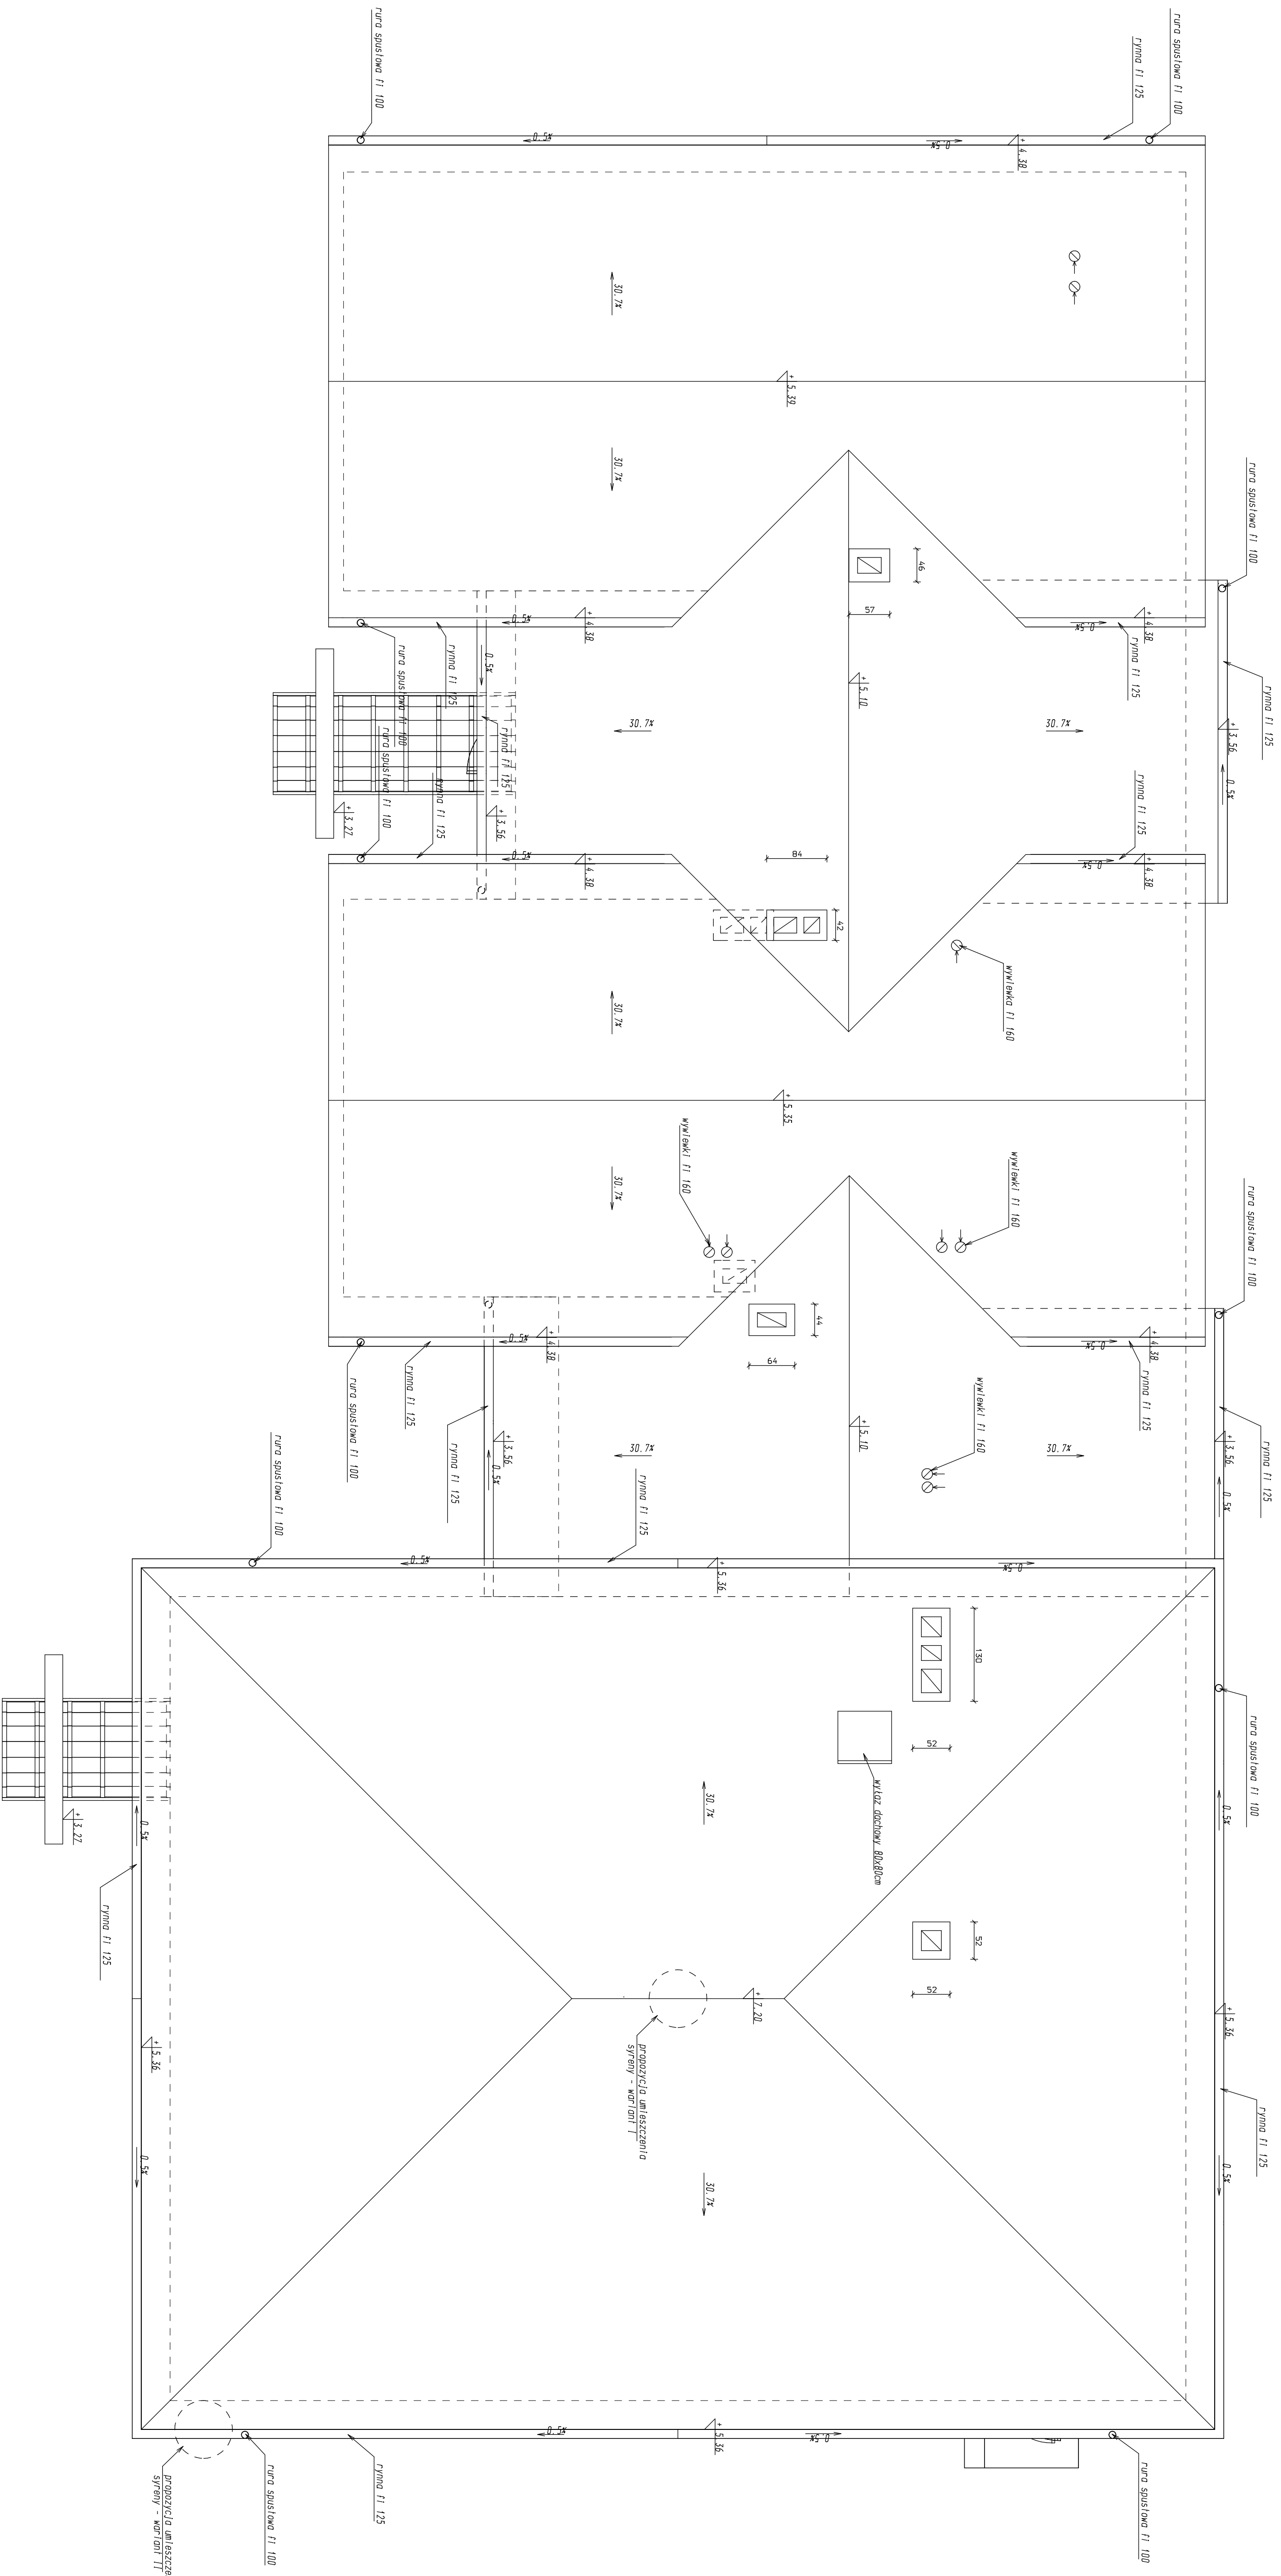 rura spustowa fi 100
rynna fi 125
rura spustowa fi 100
0.5%
0.5%
+ 4.38
30.7%
+ 5.39
30.7%
rura spustowa fi 100
46
57
0.5%
+ 4.38
+ 4.38
0.5%
rura spustowa fi 100
rynna fi 125
0.5%
rynna fi 125
rynna fi 125
+ 5.10
30.7%
30.7%
+ 3.56
0.5%
rura spustowa fi 100
rynna fi 125
rynna fi 125
+ 3.56
+ 3.27
rynna fi 125
0.5%
+ 4.38
84
0.5%
+ 4.38
42
wywiewka fi 160
30.7%
+ 5.35
wywiewki fi 160
wywiewki fi 160
30.7%
rura spustowa fi 100
44
64
0.5%
+ 4.38
0.5%
+ 4.38
rura spustowa fi 100
rynna fi 125
rynna fi 125
wywiewki fi 160
rynna fi 125
+ 3.56
0.5%
30.7%
+ 5.10
30.7%
+ 3.56
0.5%
rynna fi 125
rura spustowa fi 100
rynna fi 125
0.5%
+ 5.36
0.5%
130
52
rura spustowa fi 100
wyłaz dachowy 80x80cm
30.7%
+ 3.27
0.5%
0.5%
rynna fi 125
52
52
+ 7.20
+ 5.36
+ 5.36
propozycja umieszczenia
syreny - wariant I
rynna fi 125
0.5%
30.7%
0.5%
0.5%
+ 5.36
0.5%
propozycja umieszcze
syreny - wariant II
rura spustowa fi 100
rynna fi 125
rura spustowa fi 100